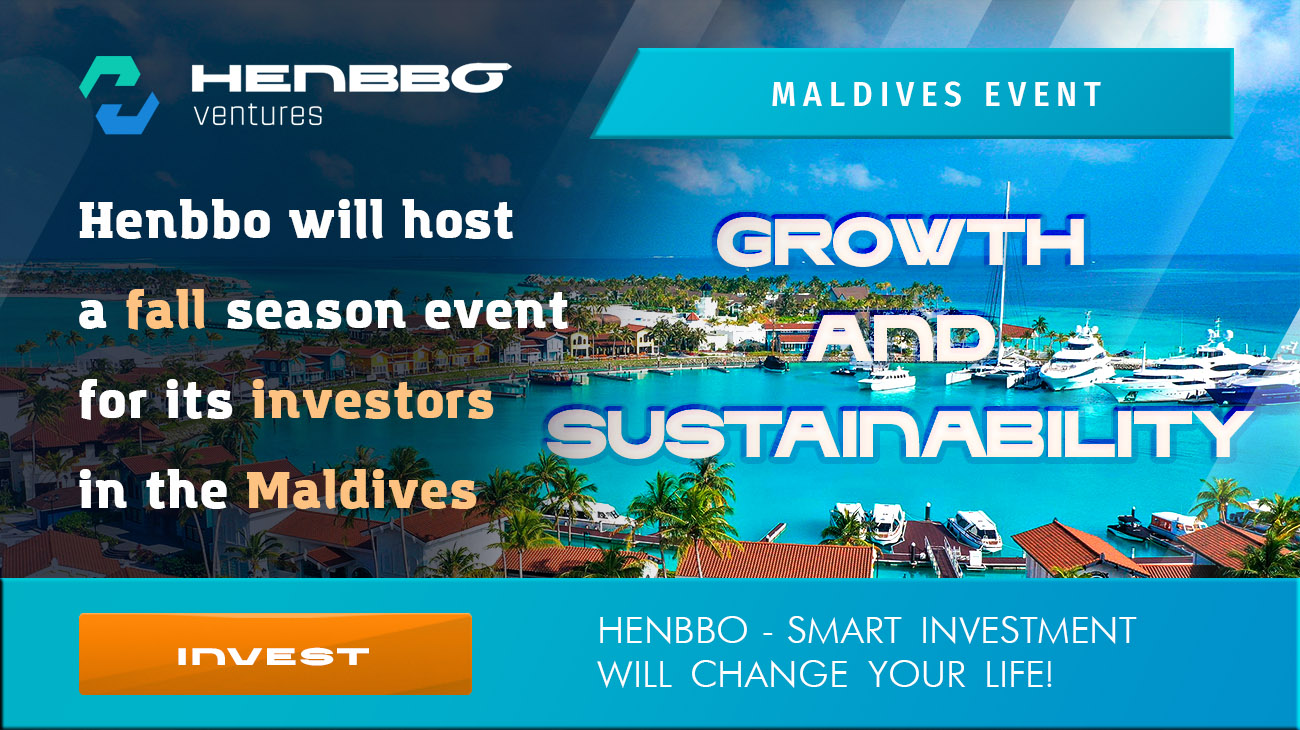 HENBBO
ventures
MALDIVES EVENT
Henbbo will host
a fall season event
for its investors
in the Maldives
GROWTH
AND
SUSTAINABILITY
INVEST
HENBBO - SMART INVESTMENT
WILL CHANGE YOUR LIFE!